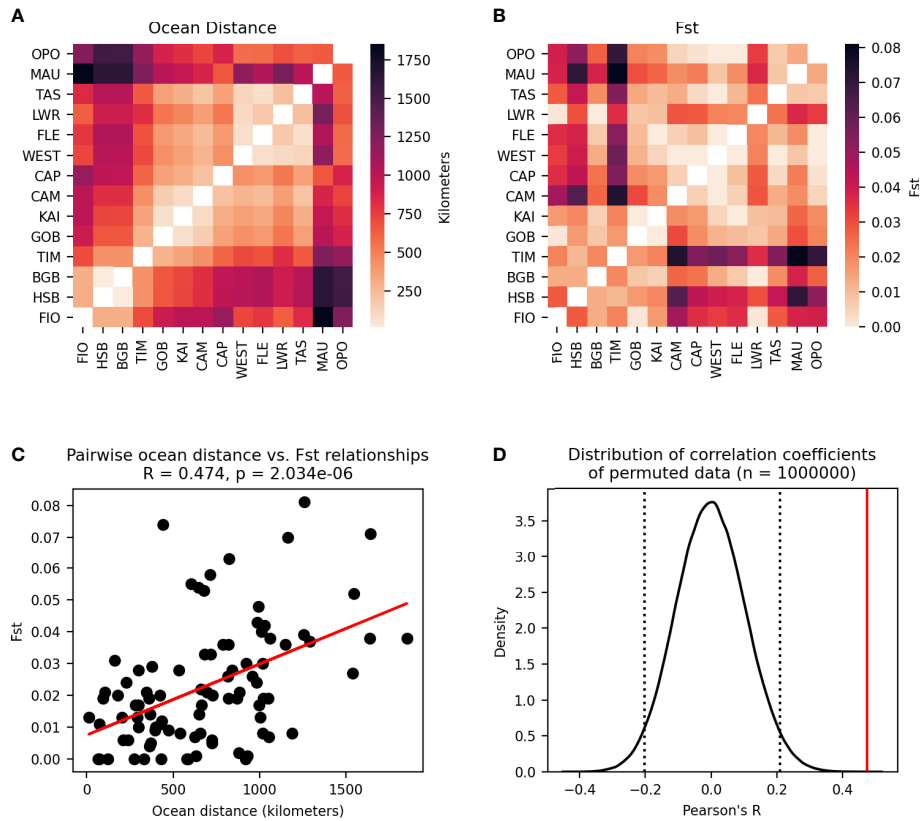 A
Ocean Distance
OPO
MAU
TAS
LWR
FLE
WEST
CAP
CAM
KAI
GOB
TIM
BGB
HSB
FIO
FIO
HSB
BGB
TIM
GOB
KAI
CAM
CAP
WEST
FLE
LWR
TAS
MAU
OPO
1750
1500
1250
1000
750
500
250
Kilometers
B
Fst
OPO
MAU
TAS
LWR
FLE
WEST
CAP
CAM
KAI
GOB
TIM
BGB
HSB
FIO
FIO
HSB
BGB
TIM
GOB
KAI
CAM
CAP
WEST
FLE
LWR
TAS
MAU
OPO
0.08
0.07
0.06
0.05
0.04
0.03
0.02
0.01
0.00
Fst
C
Pairwise ocean distance vs. Fst relationships
R = 0.474, p = 2.034e-06
0.08
0.07
0.06
0.05
0.04
0.03
0.02
0.01
0.00
Fst
0
500
1000
1500
Ocean distance (kilometers)
D
Distribution of correlation coefficients
of permuted data (n = 1000000)
3.5
3.0
2.5
2.0
1.5
1.0
0.5
0.0
Density
−0.4
−0.2
0.0
0.2
0.4
Pearson's R